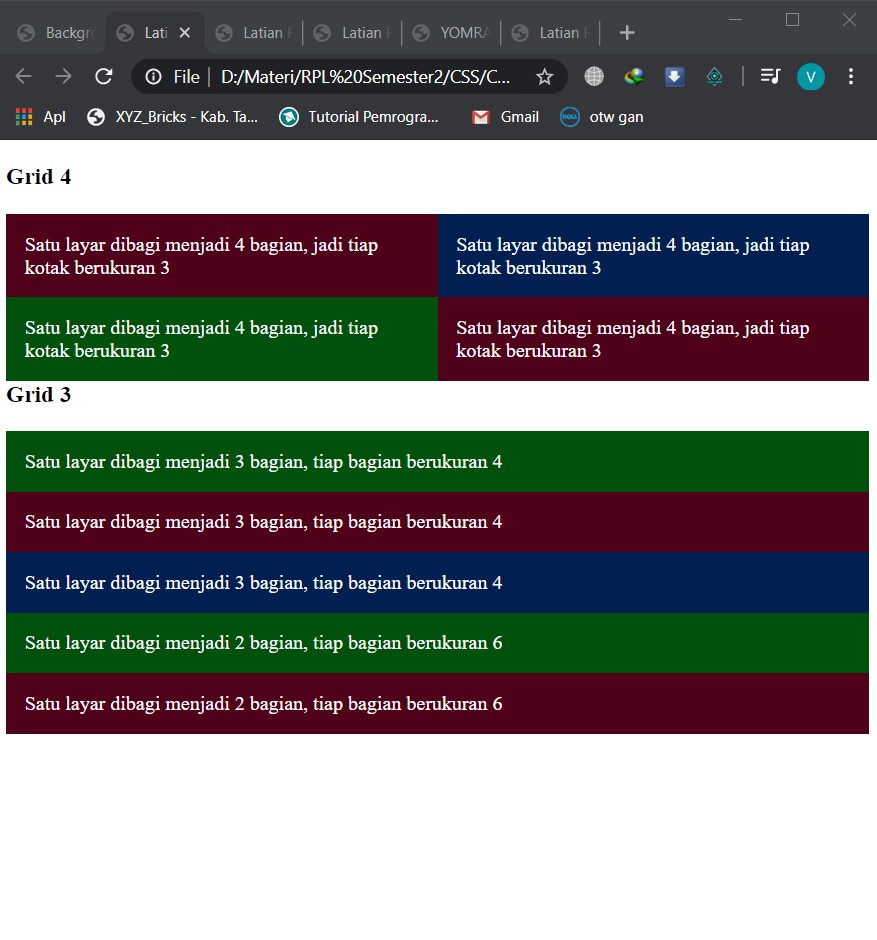 Backgr
Lati
Latian
Latian
YOMRA
Latian
File
D:/Materi/RPL%20Semester2/CSS/C...
V
Apl
XYZ_Bricks - Kab. Ta...
Tutorial Pemrogra...
Gmail
otw gan
Grid 4
Satu layar dibagi menjadi 4 bagian, jadi tiap
kotak berukuran 3
Satu layar dibagi menjadi 4 bagian, jadi tiap
kotak berukuran 3
Satu layar dibagi menjadi 4 bagian, jadi tiap
kotak berukuran 3
Satu layar dibagi menjadi 4 bagian, jadi tiap
kotak berukuran 3
Grid 3
Satu layar dibagi menjadi 3 bagian, tiap bagian berukuran 4
Satu layar dibagi menjadi 3 bagian, tiap bagian berukuran 4
Satu layar dibagi menjadi 3 bagian, tiap bagian berukuran 4
Satu layar dibagi menjadi 2 bagian, tiap bagian berukuran 6
Satu layar dibagi menjadi 2 bagian, tiap bagian berukuran 6